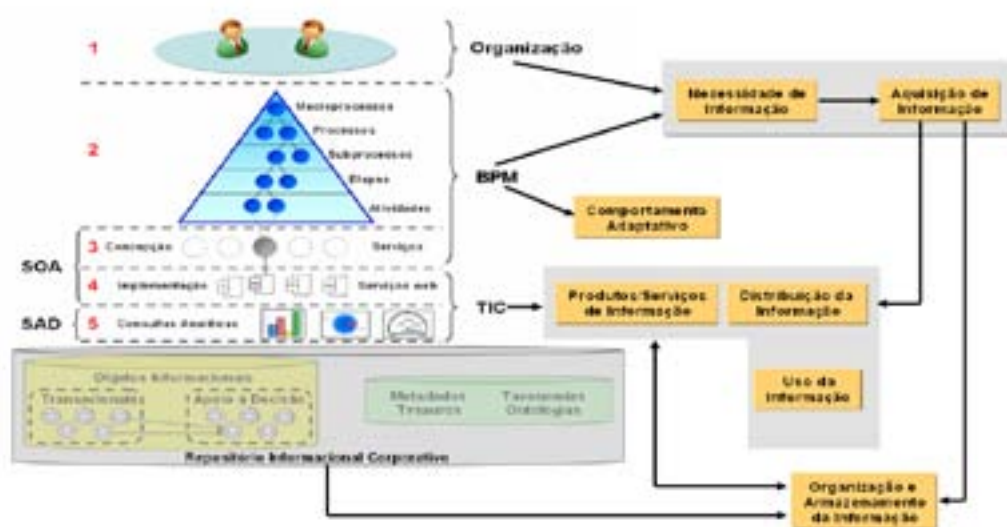 1
Organização
Necessidade de
Informação
Aquisição de
Informação
2
Macroprocessos
Processos
Subprocessos
Etapas
Atividades
BPM
Comportamento
Adaptativo
SOA
3
Concepção
Serviços
4
Implementação
Serviços web
TIC
Produtos/Serviços
de Informação
Distribuição da
Informação
SAD
5
Consultas Analíticas
Uso da
Informação
Objetos Informacionais
Transacionais
Apoio a Decisão
Metadados
Tesauros
Taxonomias
Ontologias
Repositório Informacional Corporativo
Organização e
Armazenamento
da Informação